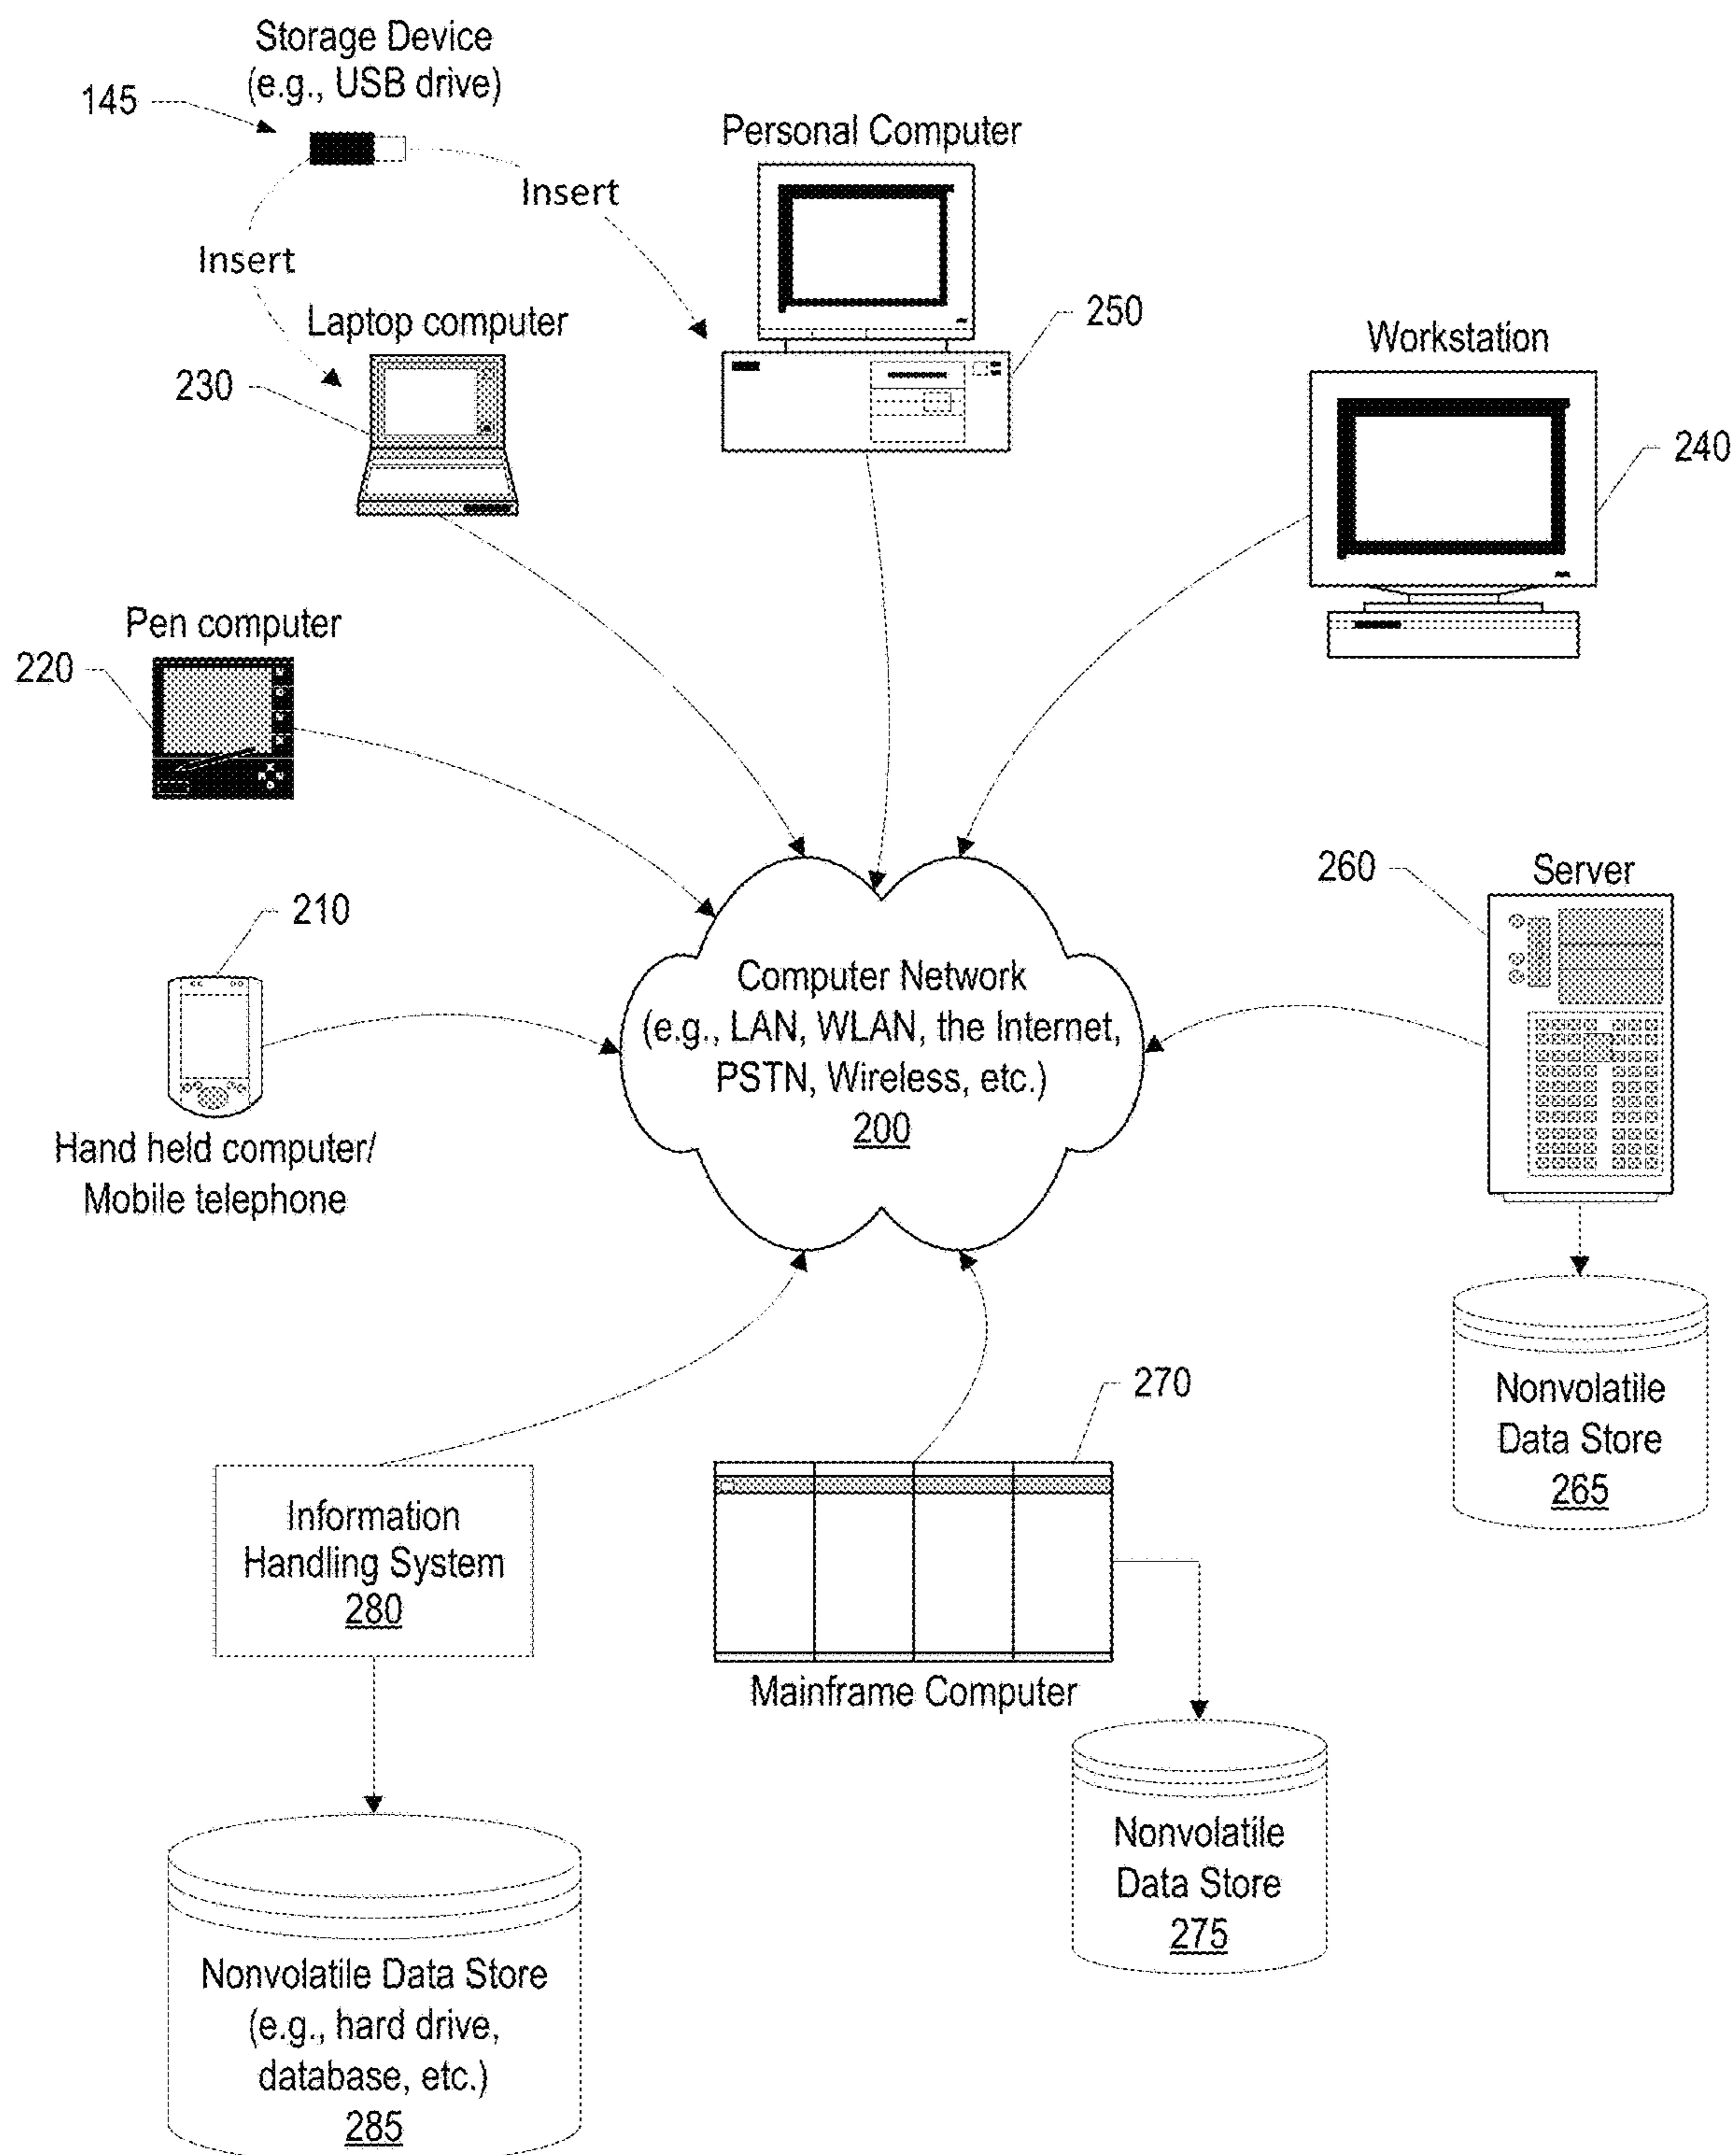 Storage Device
(e.g., USB drive)
145
Insert
Insert
Personal Computer
250
Laptop computer
230
Workstation
240
Pen computer
220
210
Hand held computer/
Mobile telephone
Computer Network
(e.g., LAN, WLAN, the Internet,
PSTN, Wireless, etc.)
200
260
Server
Nonvolatile
Data Store
265
270
Mainframe Computer
Nonvolatile
Data Store
275
Information
Handling System
280
Nonvolatile Data Store
(e.g., hard drive,
database, etc.)
285